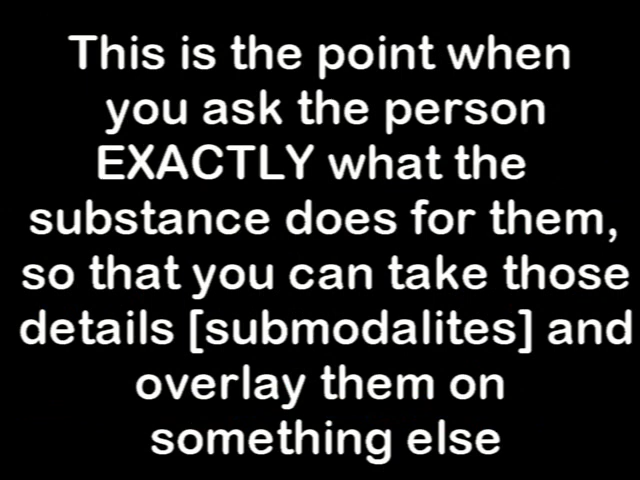 This is the point when
you ask the person
EXACTLY what the
substance does for them,
so that you can take those
details [submodalites] and
overlay them on
something else